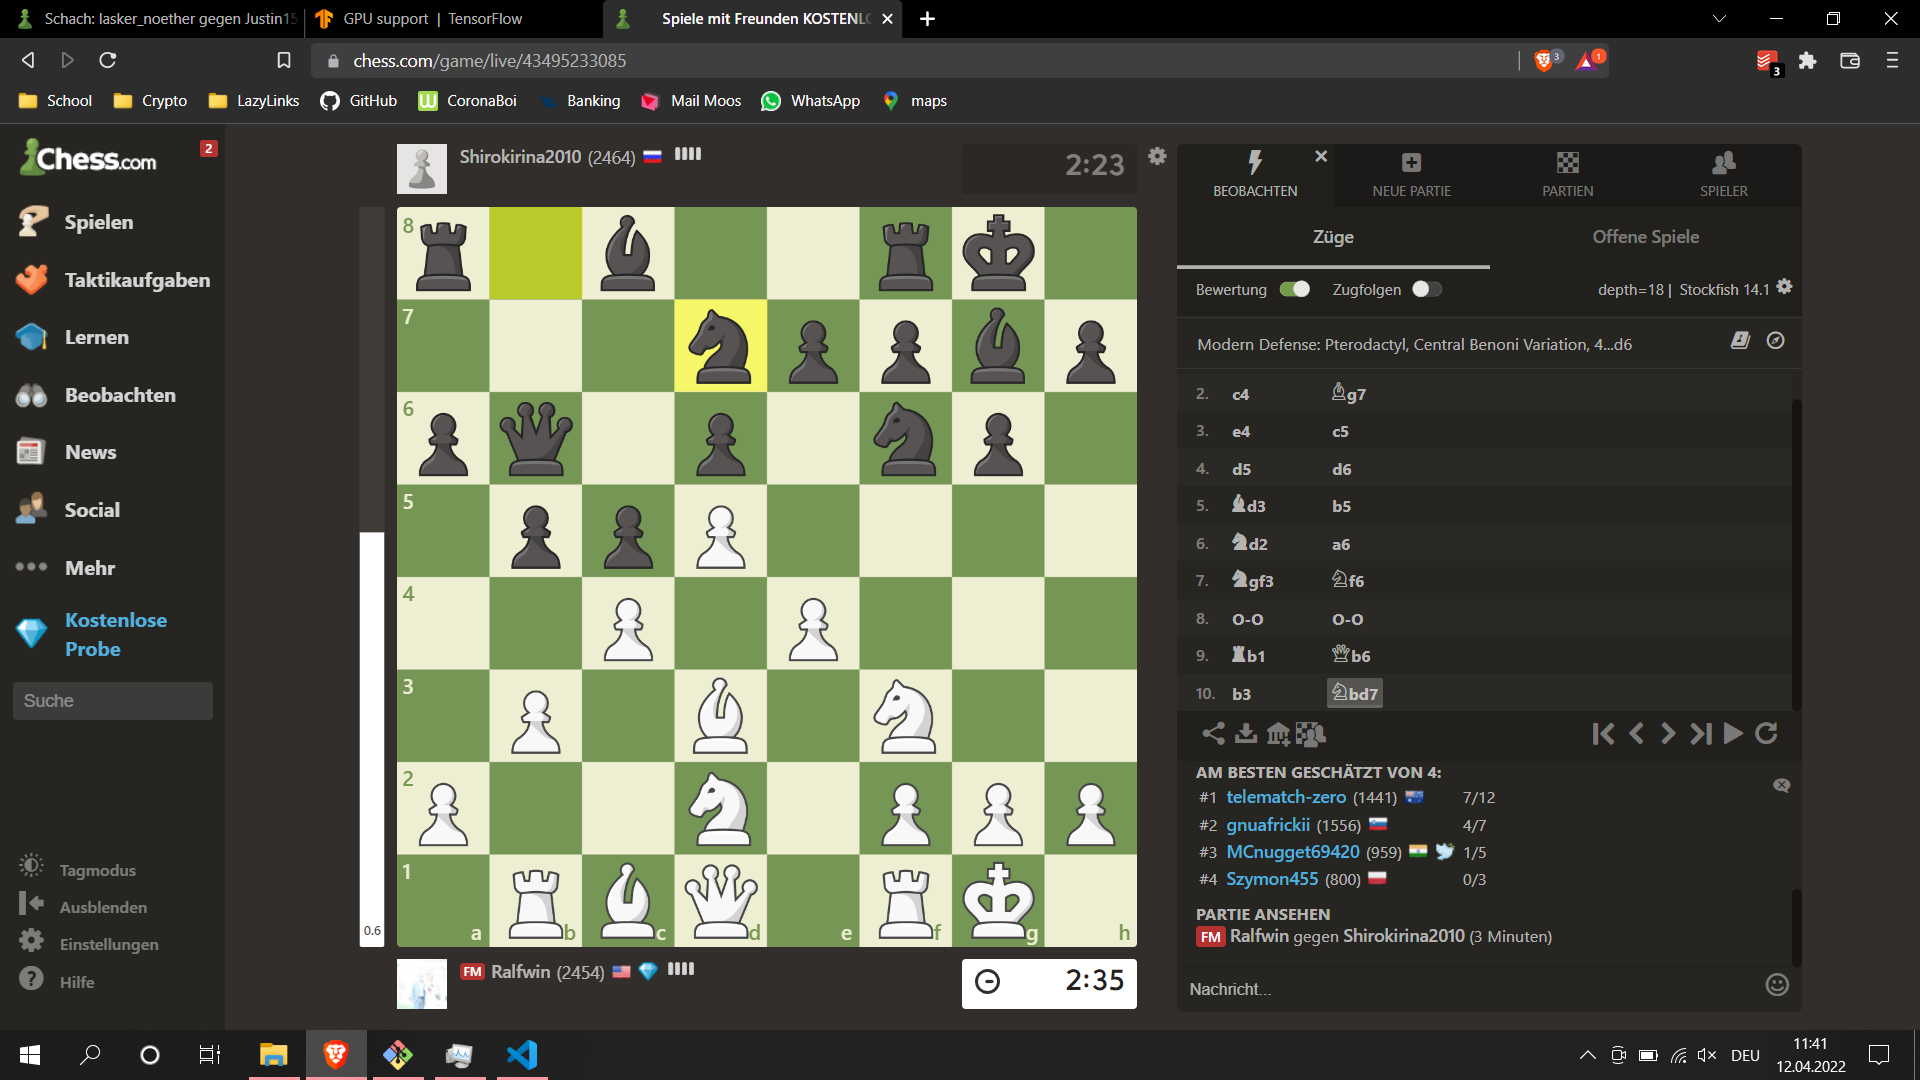 Schach: lasker_noether gegen Justin15
GPU support | TensorFlow
Spiele mit Freunden KOSTENLO
chess.com/game/live/43495233085
3
1
3
School
Crypto
LazyLinks
GitHub
CoronaBoi
Banking
Mail Moos
WhatsApp
maps
Chess.com
2
Spielen
Taktikaufgaben
Lernen
Beobachten
News
Social
Mehr
Kostenlose
Probe
Suche
Tagmodus
Ausblenden
Einstellungen
Hilfe
Shirokirina2010 (2464)
2:23
8
7
6
5
4
3
2
1
a b c d e f g h
0.6
FM Ralfwin (2454)
2:35
BEOBACHTEN
NEUE PARTIE
PARTIEN
SPIELER
Züge
Offene Spiele
Bewertung
Zugfolgen
depth=18 | Stockfish 14.1
Modern Defense: Pterodactyl, Central Benoni Variation, 4...d6
2. c4 g7
3. e4 c5
4. d5 d6
5. d3 b5
6. d2 a6
7. gf3 f6
8. O-O O-O
9. b1 b6
10. b3 bd7
AM BESTEN GESCHÄTZT VON 4:
#1 telematch-zero (1441) 7/12
#2 gnuafrickii (1556) 4/7
#3 MCnugget69420 (959) 1/5
#4 Szymon455 (800) 0/3
PARTIE ANSEHEN
FM Ralfwin gegen Shirokirina2010 (3 Minuten)
Nachricht...
DEU
11:41
12.04.2022